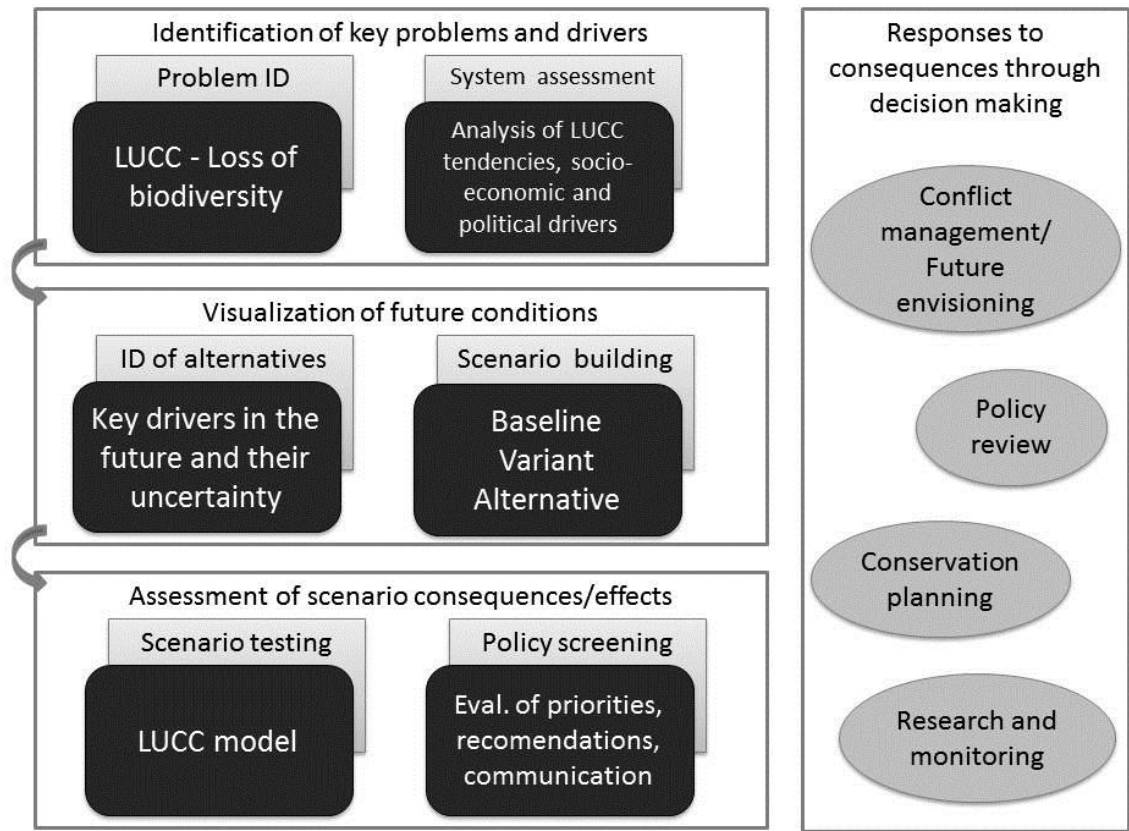 Identification of key problems and drivers
Problem ID
LUCC - Loss of
biodiversity
System assessment
Analysis of LUCC
tendencies, socio-
economic and
political drivers
Visualization of future conditions
ID of alternatives
Key drivers in the
future and their
uncertainty
Scenario building
Baseline
Variant
Alternative
Assessment of scenario consequences/effects
Scenario testing
LUCC model
Policy screening
Eval. of priorities,
recomendations,
communication
Responses to
consequences through
decision making
Conflict
management/
Future
envisioning
Policy
review
Conservation
planning
Research and
monitoring